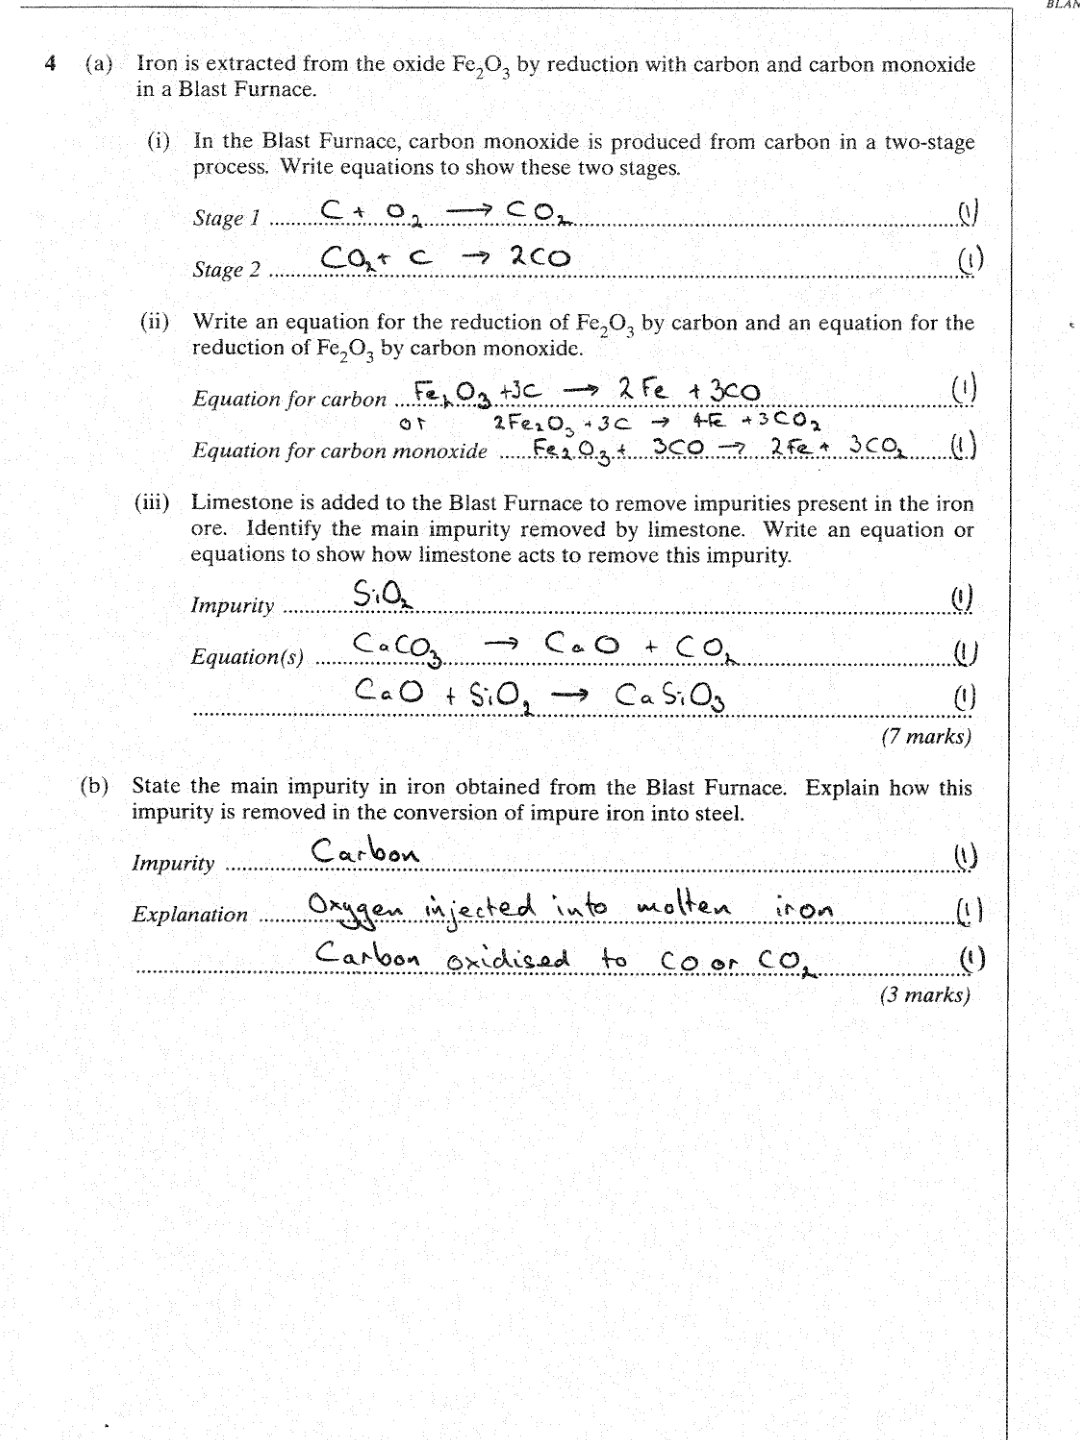 BLAN
4 (a) Iron is extracted from the oxide Fe₂O₃ by reduction with carbon and carbon monoxide
in a Blast Furnace.
(i) In the Blast Furnace, carbon monoxide is produced from carbon in a two-stage
process. Write equations to show these two stages.
Stage 1 C + O₂ → CO₂ (1)
Stage 2 CO₂ + C → 2CO (1)
(ii) Write an equation for the reduction of Fe₂O₃ by carbon and an equation for the
reduction of Fe₂O₃ by carbon monoxide.
Equation for carbon Fe₂O₃ + 3C → 2Fe + 3CO (1)
or 2Fe₂O₃ + 3C → 4Fe + 3CO₂
Equation for carbon monoxide Fe₂O₃ + 3CO → 2Fe + 3CO₂ (1)
(iii) Limestone is added to the Blast Furnace to remove impurities present in the iron
ore. Identify the main impurity removed by limestone. Write an equation or
equations to show how limestone acts to remove this impurity.
Impurity SiO₂ (1)
Equation(s) CaCO₃ → CaO + CO₂ (1)
CaO + SiO₂ → CaSiO₃ (1)
(7 marks)
(b) State the main impurity in iron obtained from the Blast Furnace. Explain how this
impurity is removed in the conversion of impure iron into steel.
Impurity Carbon (1)
Explanation Oxygen injected into molten iron (1)
Carbon oxidised to CO or CO₂ (1)
(3 marks)